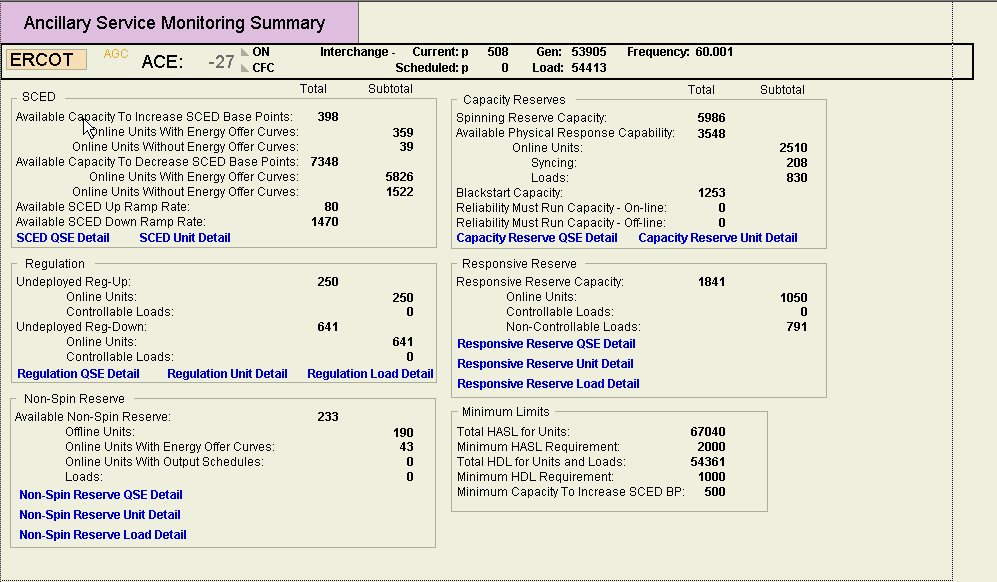 Ancillary Service Monitoring Summary
ERCOT AGC ACE: -27 ON CFC
Interchange - Current: p 508 Gen: 53905 Frequency: 60.001
Scheduled: p 0 Load: 54413
Total Subtotal
SCED
Available Capacity To Increase SCED Base Points: 398
Online Units With Energy Offer Curves: 359
Online Units Without Energy Offer Curves: 39
Available Capacity To Decrease SCED Base Points: 7348
Online Units With Energy Offer Curves: 5826
Online Units Without Energy Offer Curves: 1522
Available SCED Up Ramp Rate: 80
Available SCED Down Ramp Rate: 1470
SCED QSE Detail SCED Unit Detail
Total Subtotal
Capacity Reserves
Spinning Reserve Capacity: 5986
Available Physical Response Capability: 3548
Online Units: 2510
Syncing: 208
Loads: 830
Blackstart Capacity: 1253
Reliability Must Run Capacity - On-line: 0
Reliability Must Run Capacity - Off-line: 0
Capacity Reserve QSE Detail Capacity Reserve Unit Detail
Regulation
Undeployed Reg-Up: 250
Online Units: 250
Controllable Loads: 0
Undeployed Reg-Down: 641
Online Units: 641
Controllable Loads: 0
Regulation QSE Detail Regulation Unit Detail Regulation Load Detail
Responsive Reserve
Responsive Reserve Capacity: 1841
Online Units: 1050
Controllable Loads: 0
Non-Controllable Loads: 791
Responsive Reserve QSE Detail
Responsive Reserve Unit Detail
Responsive Reserve Load Detail
Non-Spin Reserve
Available Non-Spin Reserve: 233
Offline Units: 190
Online Units With Energy Offer Curves: 43
Online Units With Output Schedules: 0
Loads: 0
Non-Spin Reserve QSE Detail
Non-Spin Reserve Unit Detail
Non-Spin Reserve Load Detail
Minimum Limits
Total HASL for Units: 67040
Minimum HASL Requirement: 2000
Total HDL for Units and Loads: 54361
Minimum HDL Requirement: 1000
Minimum Capacity To Increase SCED BP: 500